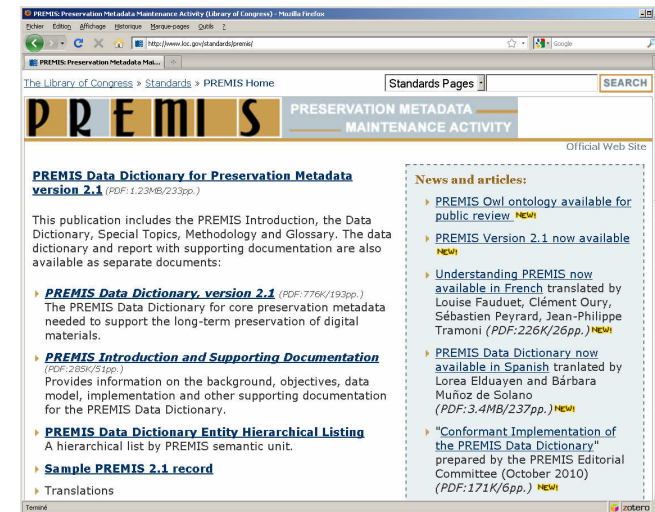 PREMIS: Preservation Metadata Maintenance Activity (Library of Congress) - Mozilla Firefox
Fichier Edition Affichage Historique Marque-pages Outils ?
http://www.loc.gov/standards/premis/
Google
PREMIS: Preservation Metadata Mai...
The Library of Congress » Standards » PREMIS Home
Standards Pages
SEARCH
PREMIS
PRESERVATION METADATA
MAINTENANCE ACTIVITY
Official Web Site
PREMIS Data Dictionary for Preservation Metadata
version 2.1 (PDF:1.23MB/233pp.)
This publication includes the PREMIS Introduction, the Data
Dictionary, Special Topics, Methodology and Glossary. The data
dictionary and report with supporting documentation are also
available as separate documents:
PREMIS Data Dictionary, version 2.1 (PDF:776K/193pp.)
The PREMIS Data Dictionary for core preservation metadata
needed to support the long-term preservation of digital
materials.
PREMIS Introduction and Supporting Documentation
(PDF:285K/51pp.)
Provides information on the background, objectives, data
model, implementation and other supporting documentation
for the PREMIS Data Dictionary.
PREMIS Data Dictionary Entity Hierarchical Listing
A hierarchical list by PREMIS semantic unit.
Sample PREMIS 2.1 record
Translations
News and articles:
PREMIS Owl ontology available for
public review NEW!
PREMIS Version 2.1 now available
NEW!
Understanding PREMIS now
available in French translated by
Louise Fauduet, Clément Oury,
Sébastien Peyrard, Jean-Philippe
Tramoni (PDF:226K/26pp.) NEW!
PREMIS Data Dictionary now
available in Spanish tranlated by
Lorea Elduayen and Bárbara
Muñoz de Solano
(PDF:3.4MB/237pp.) NEW!
"Conformant Implementation of
the PREMIS Data Dictionary"
prepared by the PREMIS Editorial
Committee (October 2010)
(PDF:171K/6pp.) NEW!
Terminé
zotero